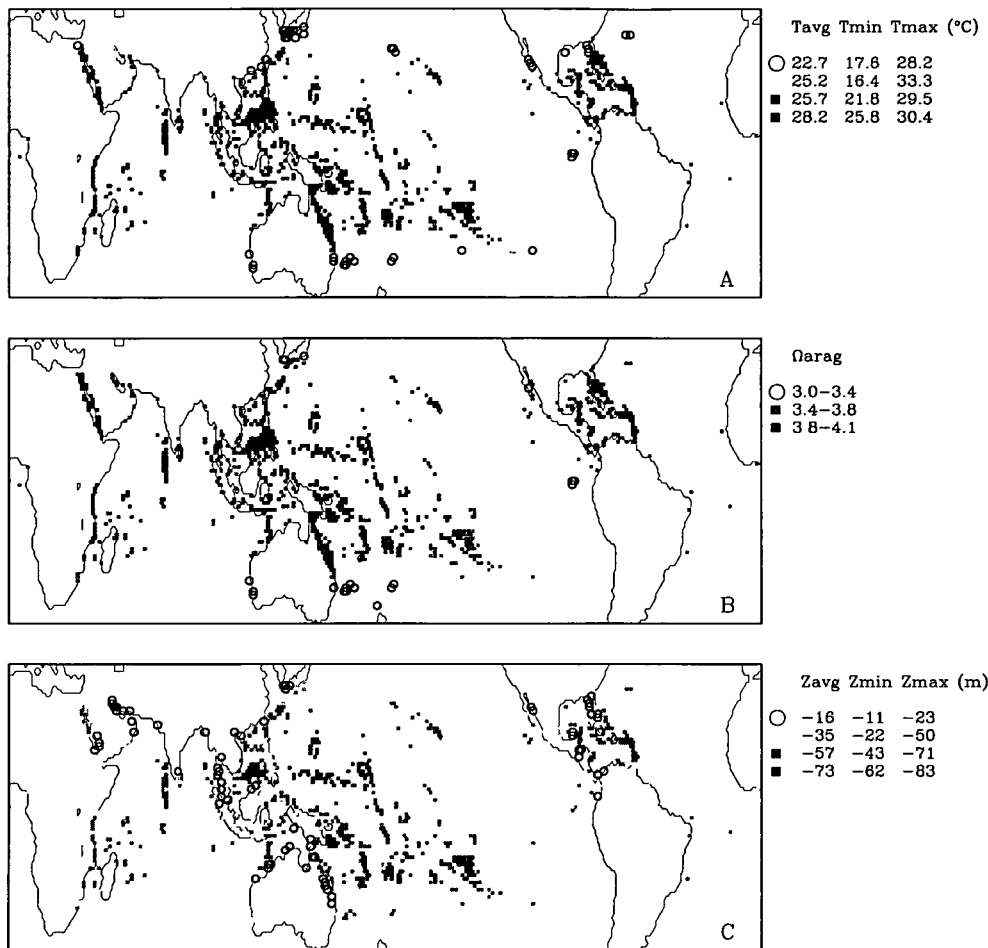 Tavg Tmin Tmax (°C)
22.7 17.6 28.2
25.2 16.4 33.3
25.7 21.8 29.5
28.2 25.8 30.4
A
Ωarag
3.0−3.4
3.4−3.8
3.8−4.1
B
Zavg Zmin Zmax (m)
−16 −11 −23
−35 −22 −50
−57 −43 −71
−73 −62 −83
C